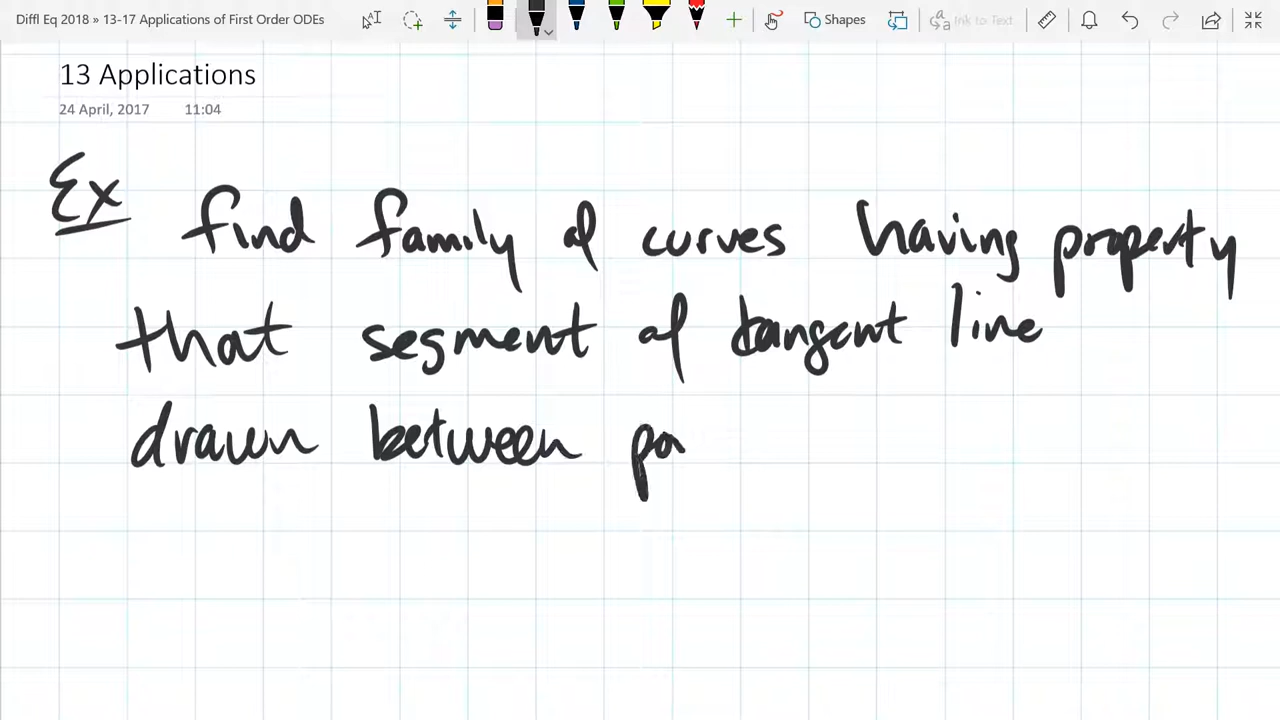 Diffl Eq 2018 » 13-17 Applications of First Order ODEs
Shapes
Ink to Text
13 Applications
24 April, 2017 11:04
Ex find family of curves having property
that segment of tangent line
drawn between po